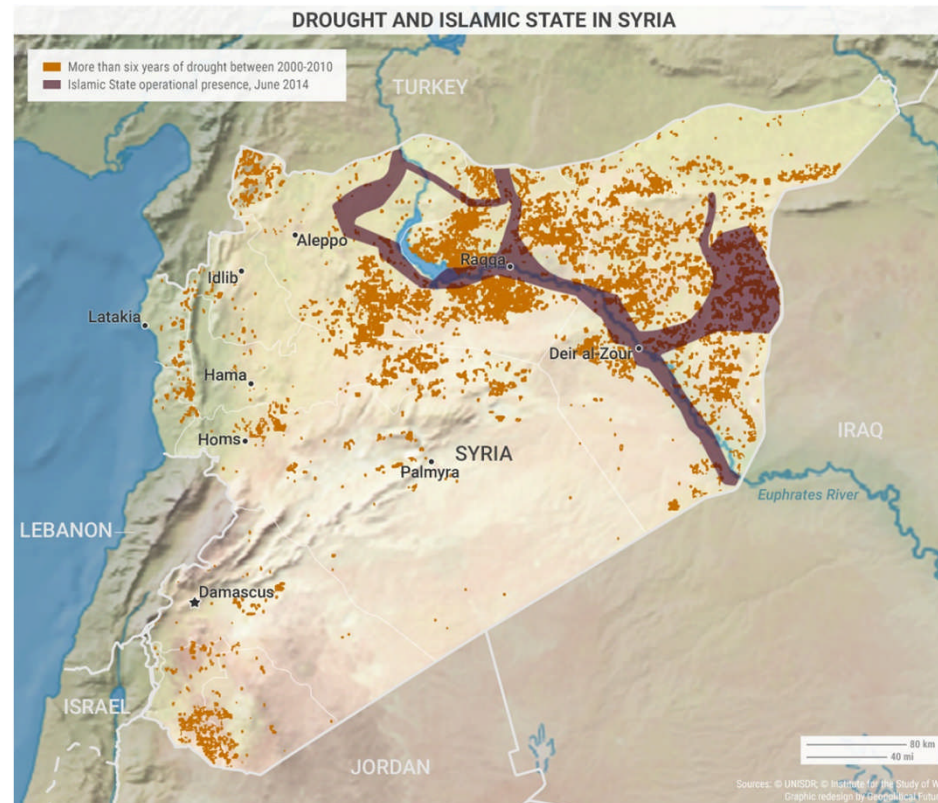 DROUGHT AND ISLAMIC STATE IN SYRIA
More than six years of drought between 2000-2010
Islamic State operational presence, June 2014
TURKEY
Aleppo
Raqqa
Idlib
Latakia
Deir al-Zour
Hama
Homs
SYRIA
IRAQ
Palmyra
Euphrates River
LEBANON
Damascus
ISRAEL
JORDAN
80 km
40 mi
Sources: © UNISDR; © Institute for the Study of
Graphic redesign by Geopolitical